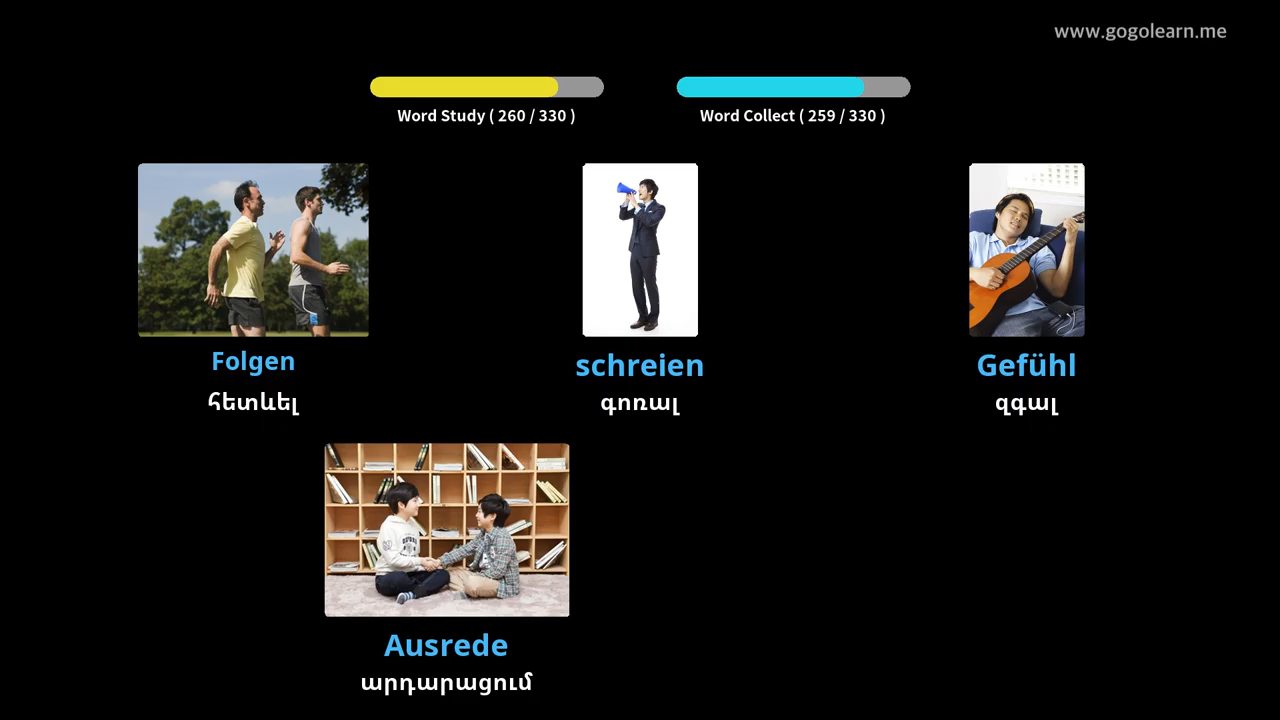 www.gogolearn.me
Word Study ( 260 / 330 )
Word Collect ( 259 / 330 )
Folgen
schreien
Gefühl
հետևել
գոռալ
զգալ
Ausrede
արդարացում